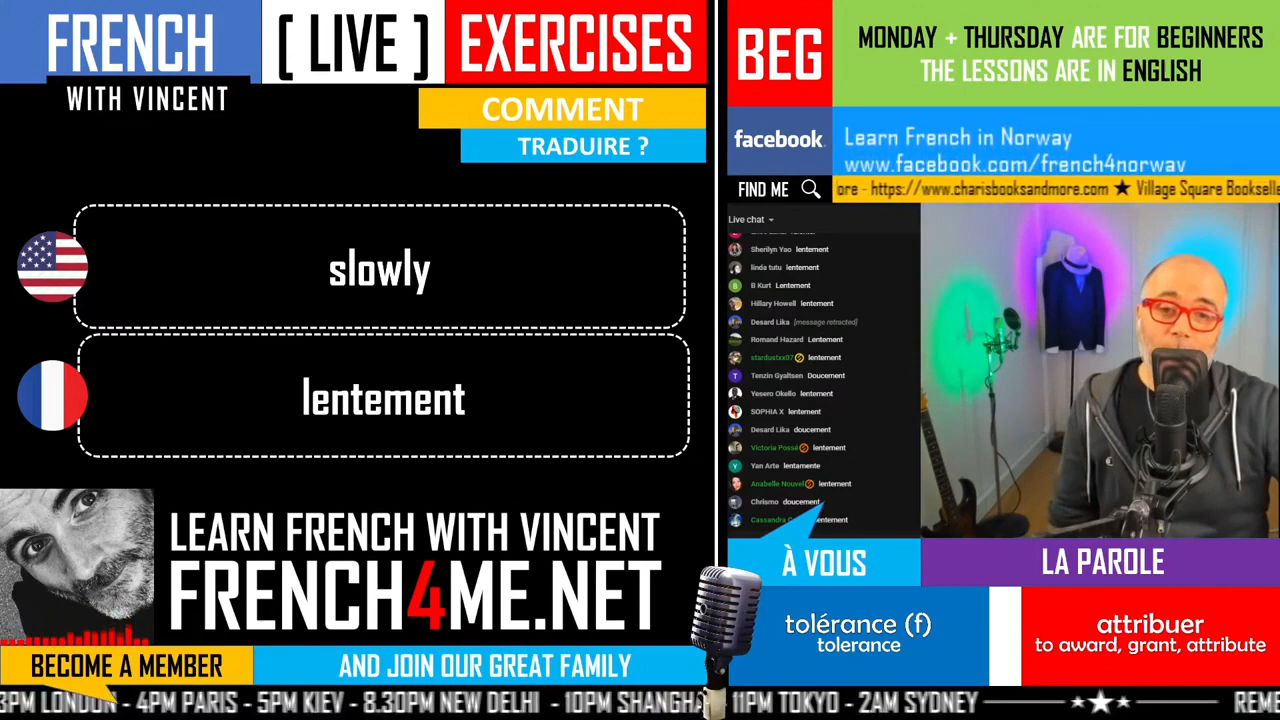 FRENCH
WITH VINCENT
[ LIVE ]
EXERCISES
COMMENT
TRADUIRE ?
slowly
lentement
LEARN FRENCH WITH VINCENT
FRENCH4ME.NET
BECOME A MEMBER
AND JOIN OUR GREAT FAMILY
BEG
MONDAY + THURSDAY ARE FOR BEGINNERS
THE LESSONS ARE IN ENGLISH
facebook
Learn French in Norway
www.facebook.com/french4norway
FIND ME
ore - https://www.charisbooksandmore.com ★ Village Square Bookselle
Live chat
Sherilyn Yao lentement
linda tutu lentement
B Kurt Lentement
Hillary Howell lentement
Desard Lika [message retracted]
Romand Hazard Lentement
stardustxx07 lentement
Tenzin Gyaltsen Doucement
Yesero Okello lentement
SOPHIA X lentement
Desard Lika doucement
Victoria Possé lentement
Yan Arte lentamente
Anabelle Nouvel lentement
Chrismo doucement
Cassandra
À VOUS
LA PAROLE
tolérance (f)
tolerance
attribuer
to award, grant, attribute
3PM LONDON - 4PM PARIS - 5PM KIEV - 8.30PM NEW DELHI - 10PM SHANGHA
11PM TOKYO - 2AM SYDNEY ★ REME